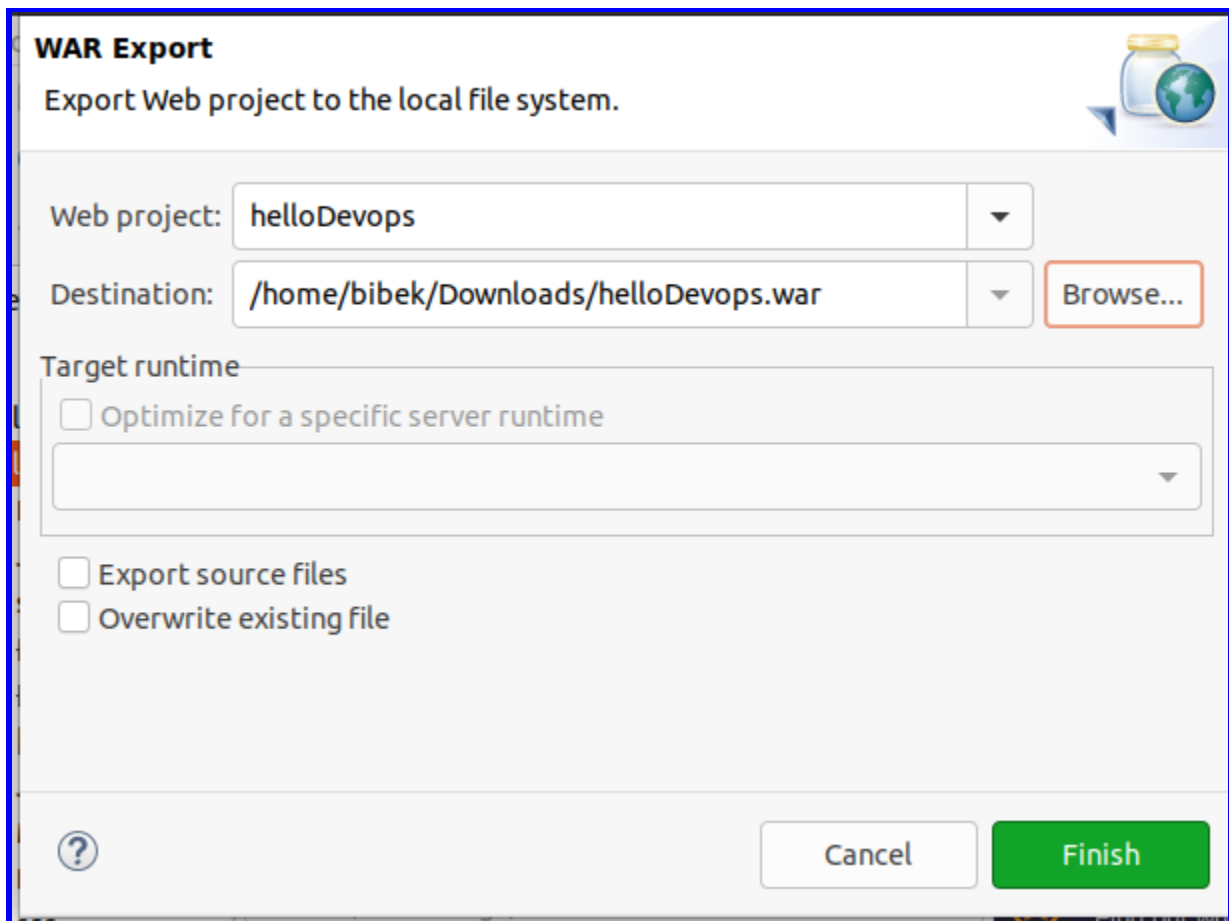 WAR Export
Export Web project to the local file system.
Web project: helloDevops
Destination: /home/bibek/Downloads/helloDevops.war Browse...
Target runtime
Optimize for a specific server runtime
Export source files
Overwrite existing file
Cancel Finish